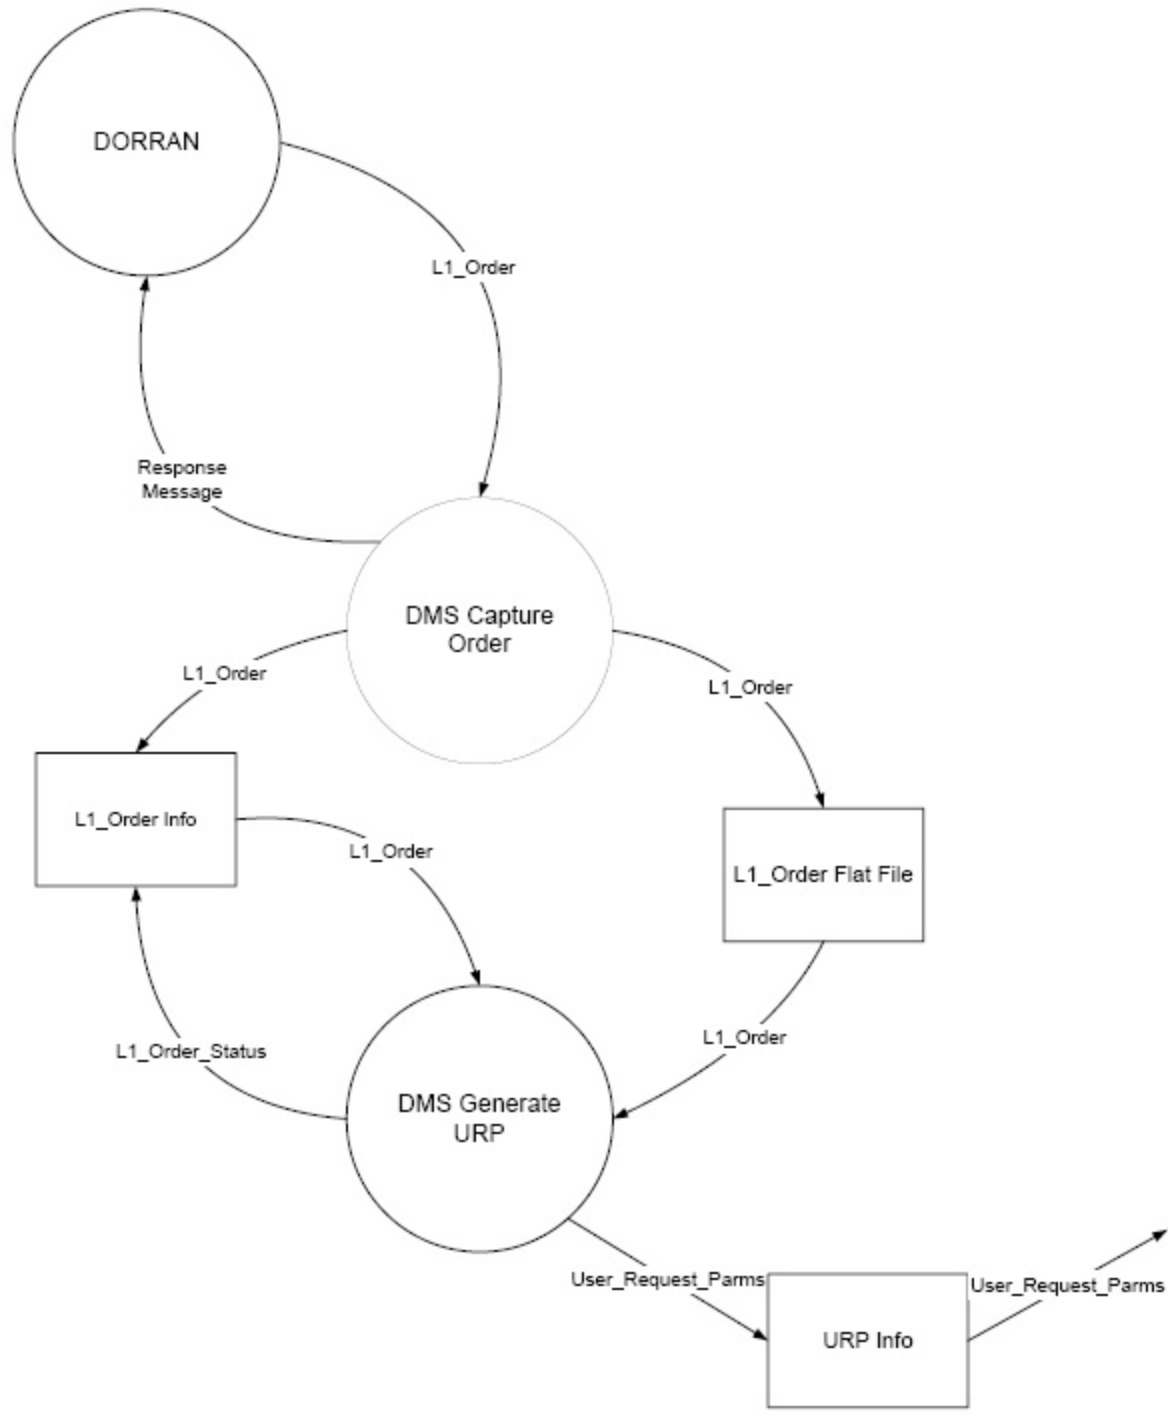 DORRAN
L1_Order
Response
Message
DMS Capture
Order
L1_Order
L1_Order
L1_Order Info
L1_Order
L1_Order Flat File
L1_Order
L1_Order_Status
DMS Generate
URP
User_Request_Parms
User_Request_Parms
URP Info